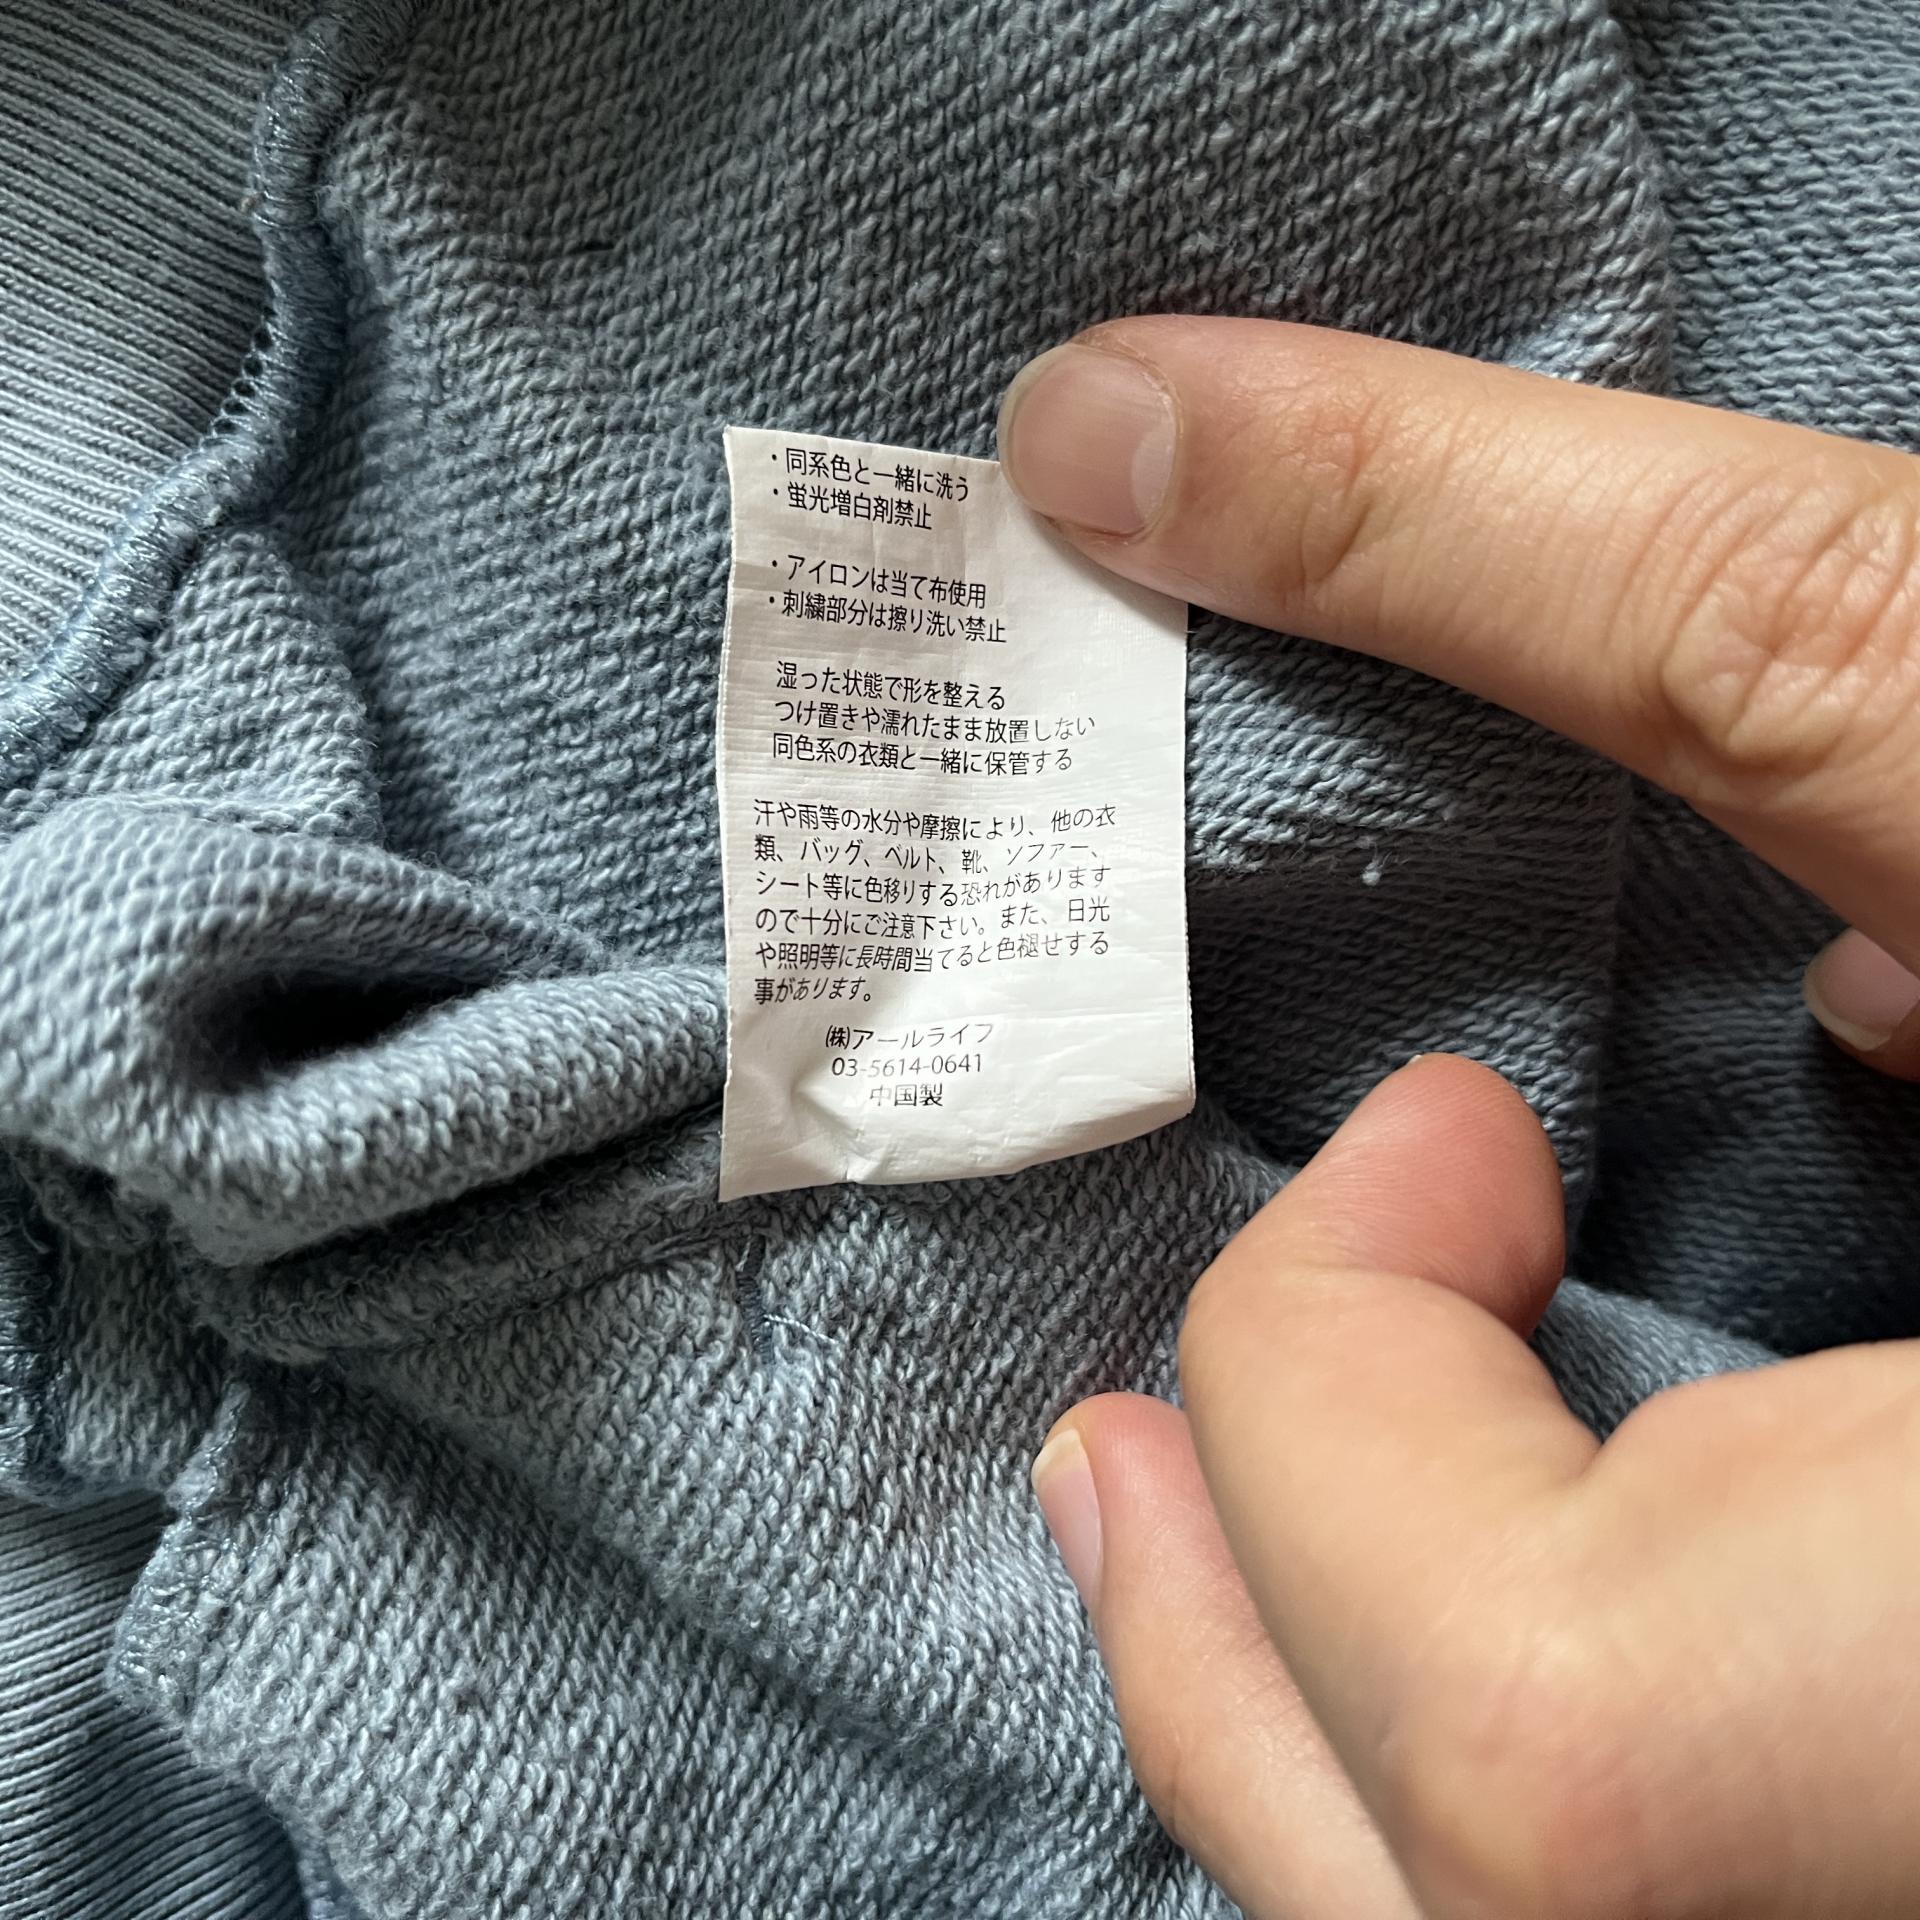 ・同系色と一緒に洗う
・蛍光増白剤禁止
・アイロンは当て布使用
・刺繍部分は擦り洗い禁止
湿った状態で形を整える
つけ置きや濡れたまま放置しない
同色系の衣類と一緒に保管する
汗や雨等の水分や摩擦により、他の衣
類、バッグ、ベルト、靴、ソファー、
シート等に色移りする恐れがあります
ので十分にご注意下さい。また、日光
や照明等に長時間当てると色褪せする
事があります。
㈱アールライフ
03-5614-0641
中国製